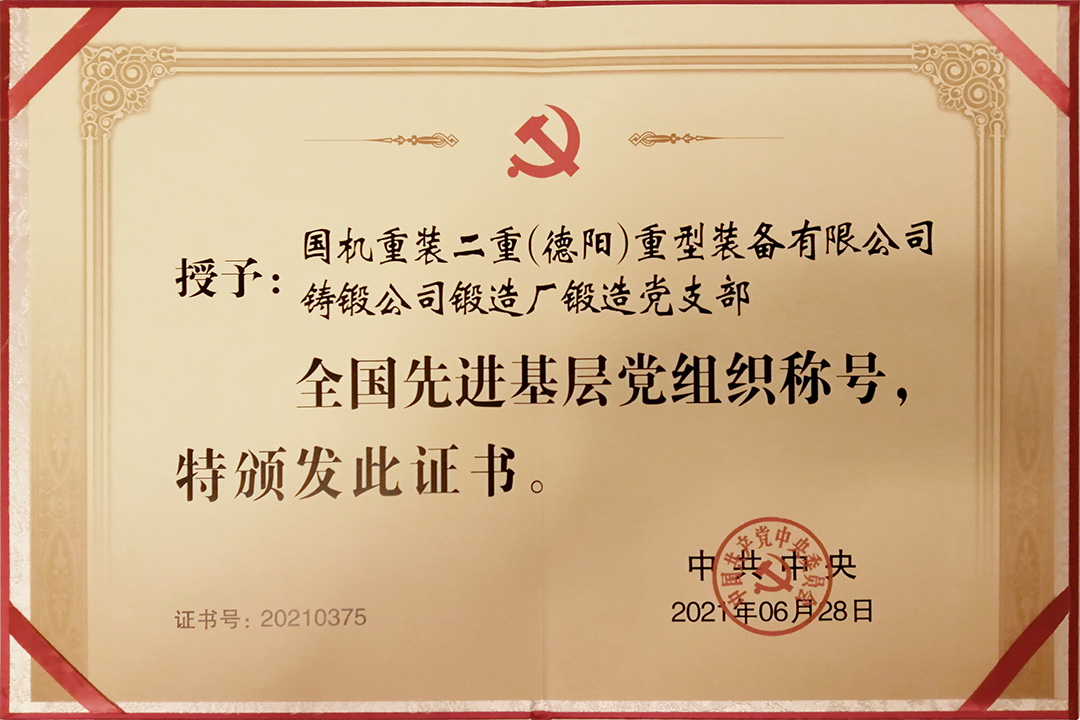 授予：
国机重装二重(德阳)重型装备有限公司
铸锻公司锻造厂锻造党支部
全国先进基层党组织称号，
特颁发此证书。
中共中央
2021年06月28日
证书号：20210375